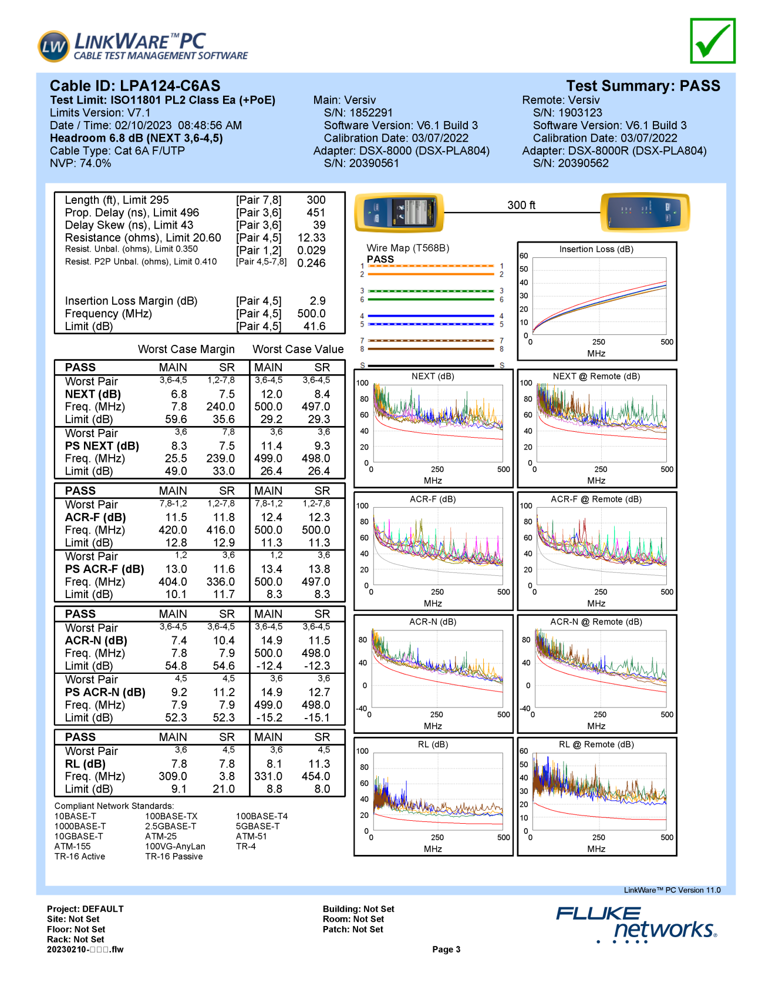 LW LINKWARE™PC
CABLE TEST MANAGEMENT SOFTWARE
Cable ID: LPA124-C6AS
Test Summary: PASS
Test Limit: ISO11801 PL2 Class Ea (+PoE)
Limits Version: V7.1
Date / Time: 02/10/2023 08:48:56 AM
Headroom 6.8 dB (NEXT 3,6-4,5)
Cable Type: Cat 6A F/UTP
NVP: 74.0%
Main: Versiv
S/N: 1852291
Software Version: V6.1 Build 3
Calibration Date: 03/07/2022
Adapter: DSX-8000 (DSX-PLA804)
S/N: 20390561
Remote: Versiv
S/N: 1903123
Software Version: V6.1 Build 3
Calibration Date: 03/07/2022
Adapter: DSX-8000R (DSX-PLA804)
S/N: 20390562
Length (ft), Limit 295 [Pair 7,8] 300
Prop. Delay (ns), Limit 496 [Pair 3,6] 451
Delay Skew (ns), Limit 43 [Pair 3,6] 39
Resistance (ohms), Limit 20.60 [Pair 4,5] 12.33
Resist. Unbal. (ohms), Limit 0.350 [Pair 1,2] 0.029
Resist. P2P Unbal. (ohms), Limit 0.410 [Pair 4,5-7,8] 0.246
Insertion Loss Margin (dB) [Pair 4,5] 2.9
Frequency (MHz) [Pair 4,5] 500.0
Limit (dB) [Pair 4,5] 41.6
Worst Case Margin Worst Case Value
PASS MAIN SR MAIN SR
Worst Pair 3,6-4,5 1,2-7,8 3,6-4,5 3,6-4,5
NEXT (dB) 6.8 7.5 12.0 8.4
Freq. (MHz) 7.8 240.0 500.0 497.0
Limit (dB) 59.6 35.6 29.2 29.3
Worst Pair 3,6 7,8 3,6 3,6
PS NEXT (dB) 8.3 7.5 11.4 9.3
Freq. (MHz) 25.5 239.0 499.0 498.0
Limit (dB) 49.0 33.0 26.4 26.4
PASS MAIN SR MAIN SR
Worst Pair 7,8-1,2 1,2-7,8 7,8-1,2 1,2-7,8
ACR-F (dB) 11.5 11.8 12.4 12.3
Freq. (MHz) 420.0 416.0 500.0 500.0
Limit (dB) 12.8 12.9 11.3 11.3
Worst Pair 1,2 3,6 1,2 3,6
PS ACR-F (dB) 13.0 11.6 13.4 13.8
Freq. (MHz) 404.0 336.0 500.0 497.0
Limit (dB) 10.1 11.7 8.3 8.3
PASS MAIN SR MAIN SR
Worst Pair 3,6-4,5 3,6-4,5 3,6-4,5 3,6-4,5
ACR-N (dB) 7.4 10.4 14.9 11.5
Freq. (MHz) 7.8 7.9 500.0 498.0
Limit (dB) 54.8 54.6 -12.4 -12.3
Worst Pair 4,5 4,5 3,6 3,6
PS ACR-N (dB) 9.2 11.2 14.9 12.7
Freq. (MHz) 7.9 7.9 499.0 498.0
Limit (dB) 52.3 52.3 -15.2 -15.1
PASS MAIN SR MAIN SR
Worst Pair 3,6 4,5 3,6 4,5
RL (dB) 7.8 7.8 8.1 11.3
Freq. (MHz) 309.0 3.8 331.0 454.0
Limit (dB) 9.1 21.0 8.8 8.0
Compliant Network Standards:
10BASE-T 100BASE-TX 100BASE-T4
1000BASE-T 2.5GBASE-T 5GBASE-T
10GBASE-T ATM-25 ATM-51
ATM-155 100VG-AnyLan TR-4
TR-16 Active TR-16 Passive
300 ft
Wire Map (T568B)
PASS
1 1
2 2
3 3
6 6
4 4
5 5
7 7
8 8
S S
Insertion Loss (dB)
60
50
40
30
20
10
0
0 250 500
MHz
NEXT (dB)
100
80
60
40
20
0
0 250 500
MHz
NEXT @ Remote (dB)
100
80
60
40
20
0
0 250 500
MHz
ACR-F (dB)
100
80
60
40
20
0
0 250 500
MHz
ACR-F @ Remote (dB)
100
80
60
40
20
0
0 250 500
MHz
ACR-N (dB)
80
40
0
-40
0 250 500
MHz
ACR-N @ Remote (dB)
80
40
0
-40
0 250 500
MHz
RL (dB)
100
80
60
40
20
0
0 250 500
MHz
RL @ Remote (dB)
60
50
40
30
20
10
0
0 250 500
MHz
LinkWare™ PC Version 11.0
Project: DEFAULT
Site: Not Set
Floor: Not Set
Rack: Not Set
20230210-□□□.flw
Building: Not Set
Room: Not Set
Patch: Not Set
Page 3
FLUKE
networks®